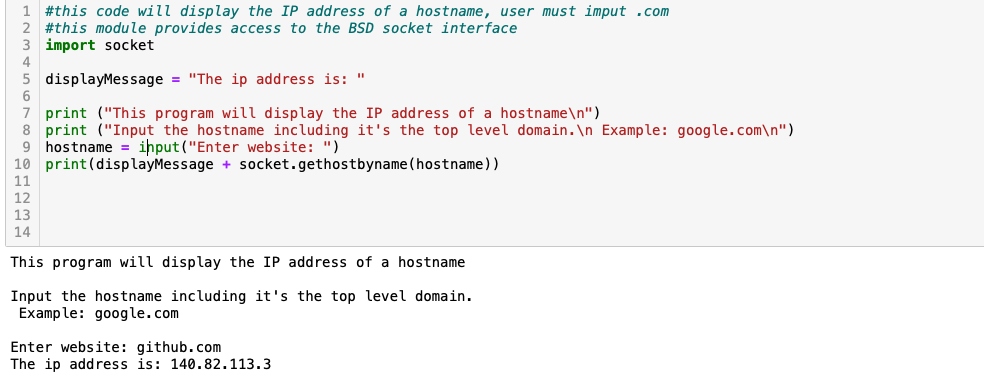 1 #this code will display the IP address of a hostname, user must imput .com
2 #this module provides access to the BSD socket interface
3 import socket
4
5 displayMessage = "The ip address is: "
6
7 print ("This program will display the IP address of a hostname\n")
8 print ("Input the hostname including it's the top level domain.\n Example: google.com\n")
9 hostname = input("Enter website: ")
10 print(displayMessage + socket.gethostbyname(hostname))
11
12
13
14
This program will display the IP address of a hostname
Input the hostname including it's the top level domain.
Example: google.com
Enter website: github.com
The ip address is: 140.82.113.3